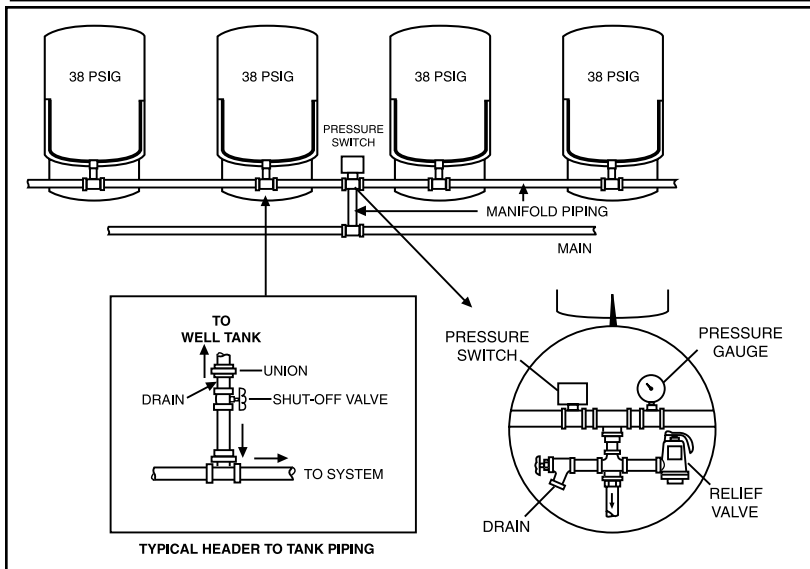 38 PSIG
38 PSIG
38 PSIG
38 PSIG
PRESSURE
SWITCH
MANIFOLD PIPING
MAIN
TO
WELL TANK
UNION
DRAIN
SHUT-OFF VALVE
TO SYSTEM
TYPICAL HEADER TO TANK PIPING
PRESSURE
SWITCH
PRESSURE
GAUGE
RELIEF
VALVE
DRAIN